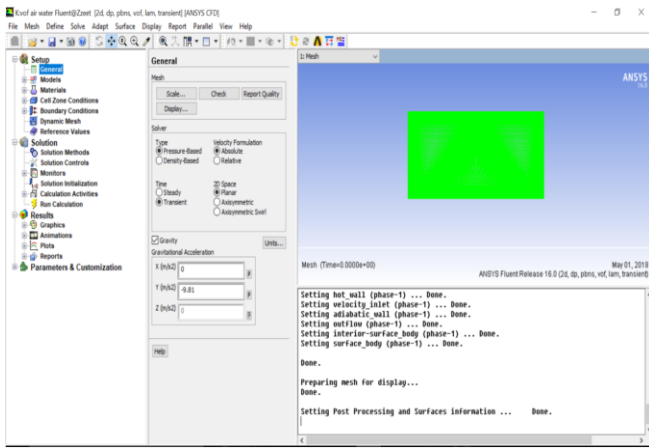 Kvof air water Fluent@Zzeet [2d, dp, pbns, vof, lam, transient] [ANSYS CFD]
File Mesh Define Solve Adapt Surface Display Report Parallel View Help
Setup
General
Models
Materials
Cell Zone Conditions
Boundary Conditions
Dynamic Mesh
Reference Values
Solution
Solution Methods
Solution Controls
Monitors
Solution Initialization
Calculation Activities
Run Calculation
Results
Graphics
Animations
Plots
Reports
Parameters & Customization
General
Mesh
Scale... Check Report Quality
Display...
Solver
Type Velocity Formulation
Pressure-Based Absolute
Density-Based Relative
Time 2D Space
Steady Planar
Transient Axisymmetric
Axisymmetric Swirl
Gravity Units...
Gravitational Acceleration
X (m/s2) 0 P
Y (m/s2) -9.81 P
Z (m/s2) 0 P
Help
1: Mesh
ANSYS
16.0
Mesh (Time=0.0000e+00) May 01, 2018
ANSYS Fluent Release 16.0 (2d, dp, pbns, vof, lam, transient)
Setting hot_wall (phase-1) ... Done.
Setting velocity_inlet (phase-1) ... Done.
Setting adiabatic_wall (phase-1) ... Done.
Setting outflow (phase-1) ... Done.
Setting interior-surface_body (phase-1) ... Done.
Setting surface_body (phase-1) ... Done.
Done.
Preparing mesh for display...
Done.
Setting Post Processing and Surfaces information ... Done.